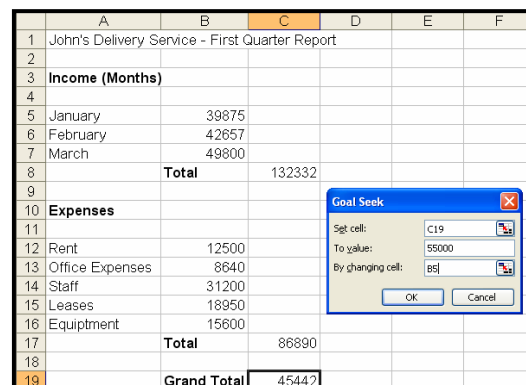 A B C D E F
1 John's Delivery Service - First Quarter Report
2
3 Income (Months)
4
5 January 39875
6 February 42657
7 March 49800
8 Total 132332
9
10 Expenses
11
12 Rent 12500
13 Office Expenses 8640
14 Staff 31200
15 Leases 18950
16 Equiptment 15600
17 Total 86890
18
19 Grand Total 45442
Goal Seek
Set cell: C19
To value: 55000
By changing cell: B5
OK Cancel